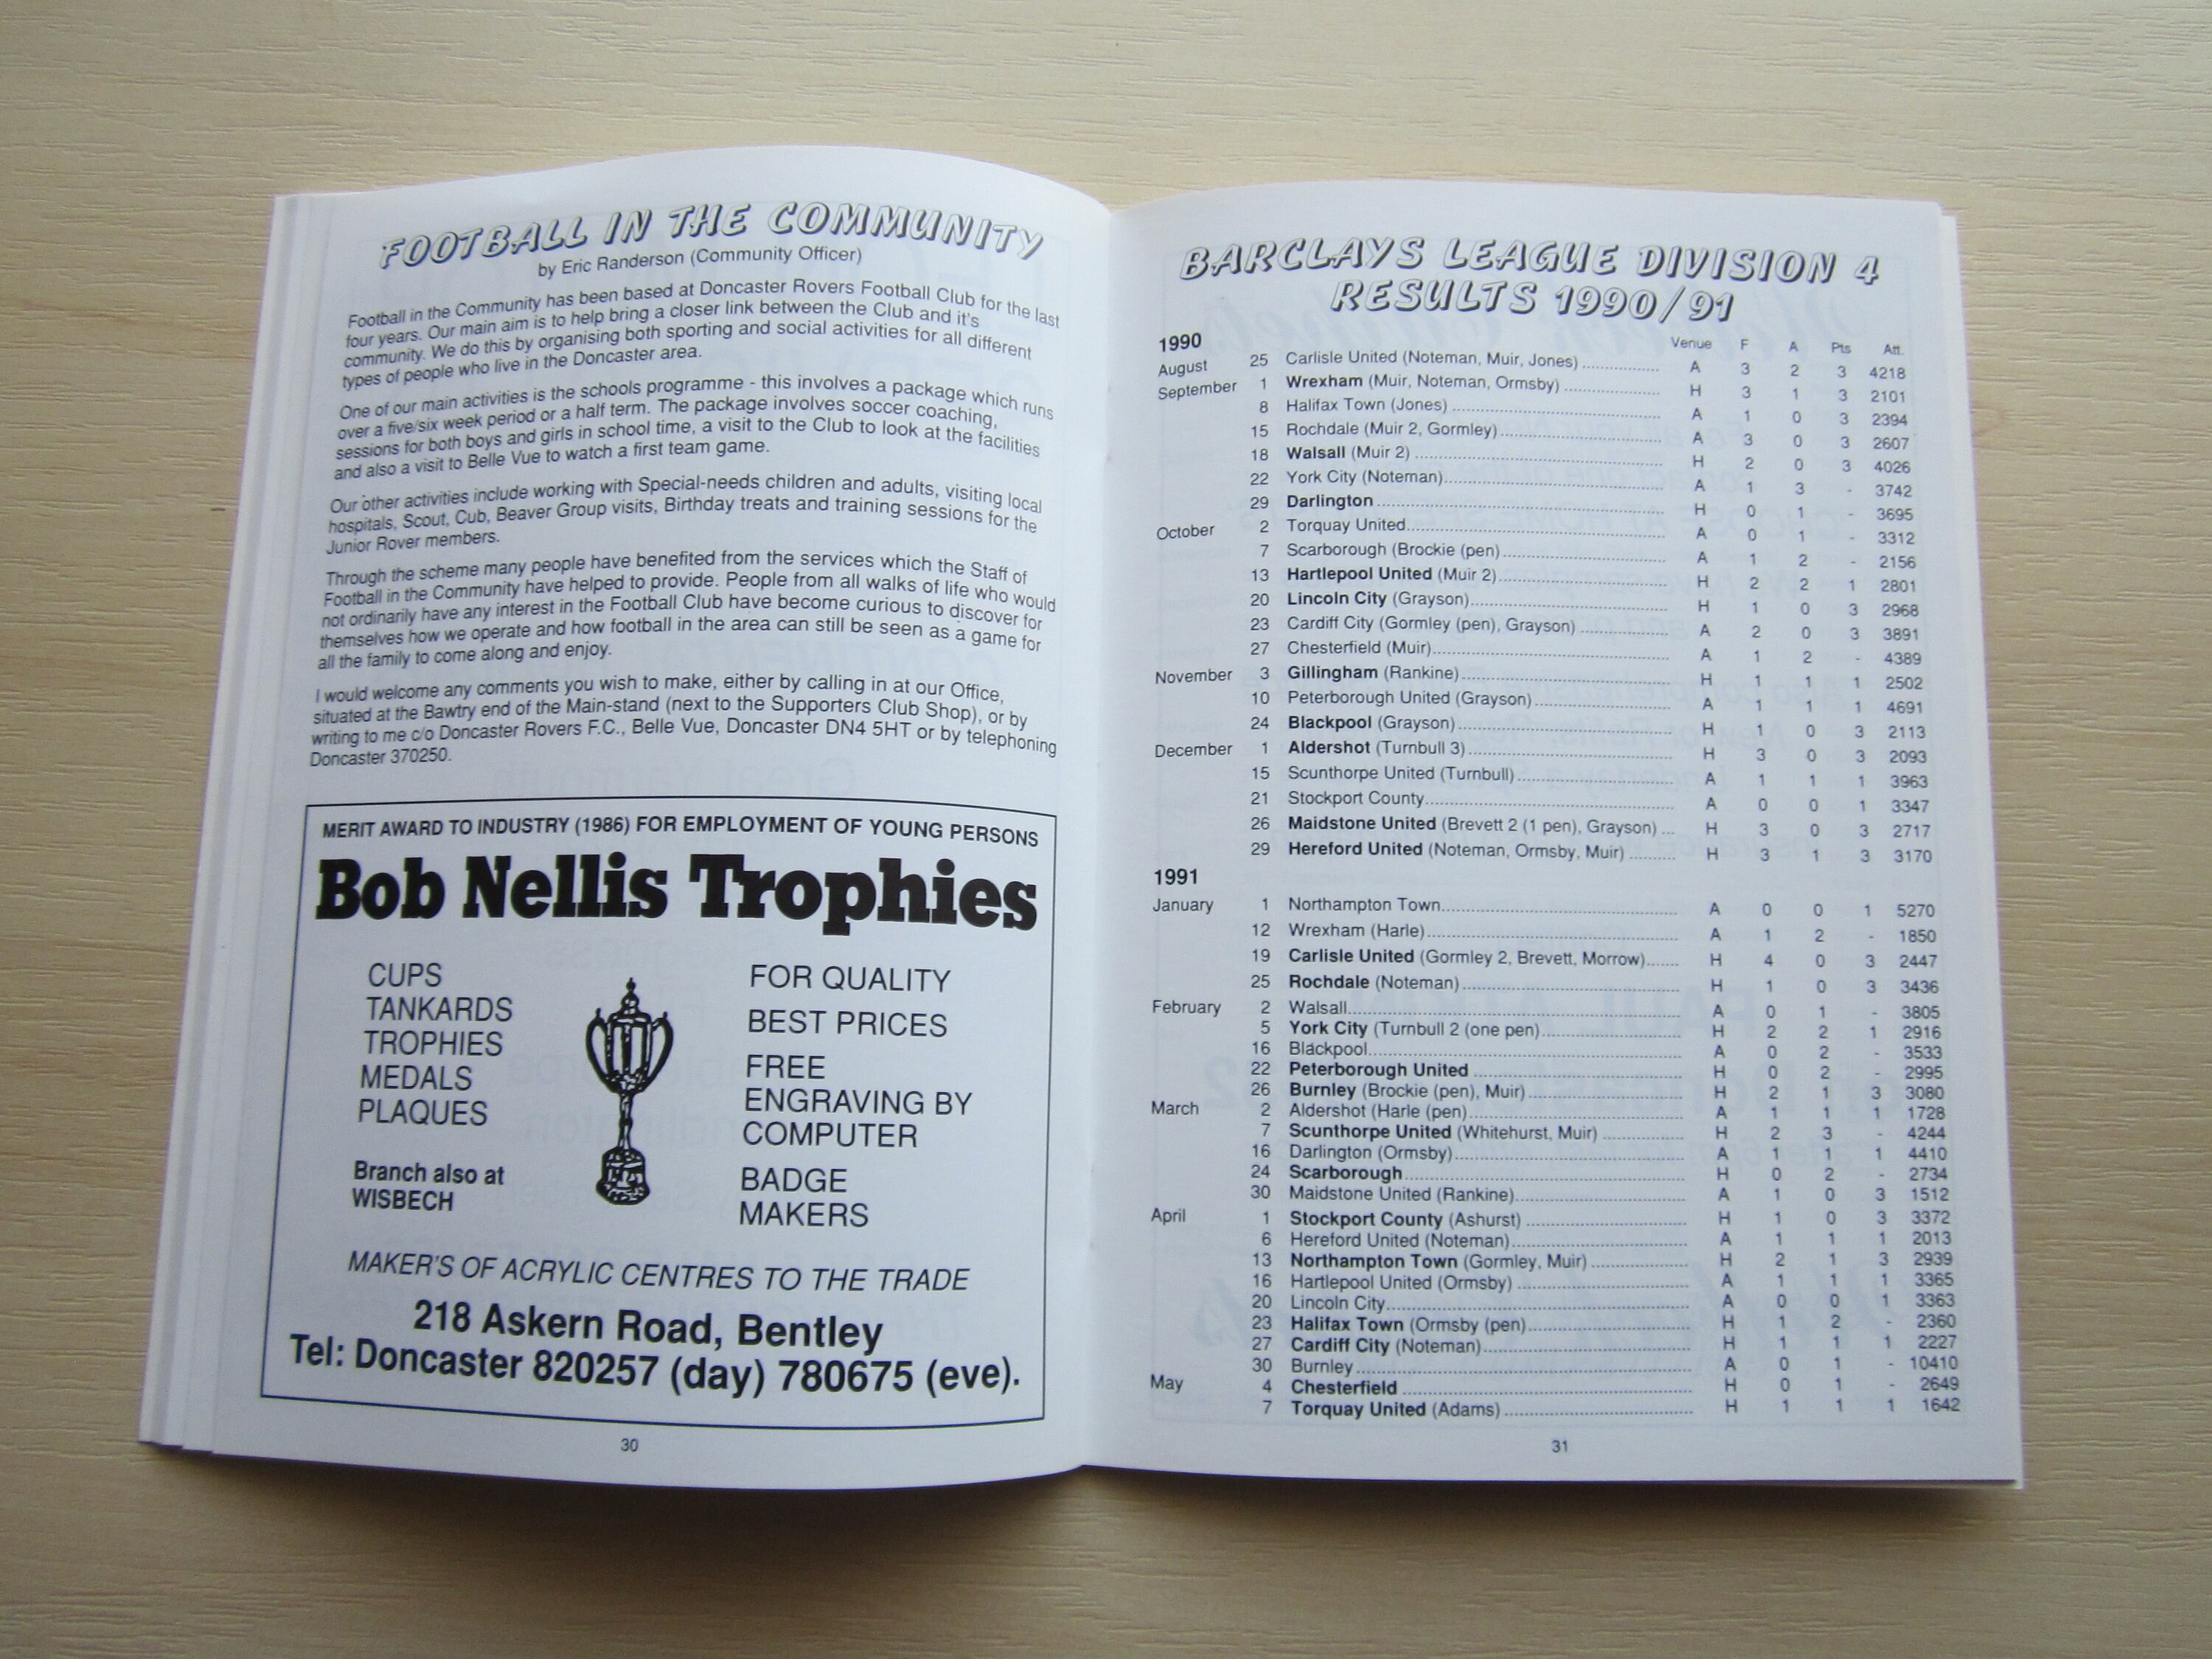 FOOTBALL IN THE COMMUNITY
by Eric Randerson (Community Officer)
Football in the Community has been based at Doncaster Rovers Football Club for the last
four years. Our main aim is to help bring a closer link between the Club and it's
community. We do this by organising both sporting and social activities for all different
types of people who live in the Doncaster area.
One of our main activities is the schools programme - this involves a package which runs
over a five/six week period or a half term. The package involves soccer coaching,
sessions for both boys and girls in school time, a visit to the Club to look at the facilities
and also a visit to Belle Vue to watch a first team game.
Our other activities include working with Special-needs children and adults, visiting local
hospitals, Scout, Cub, Beaver Group visits, Birthday treats and training sessions for the
Junior Rover members.
Through the scheme many people have benefited from the services which the Staff of
Football in the Community have helped to provide. People from all walks of life who would
not ordinarily have any interest in the Football Club have become curious to discover for
themselves how we operate and how football in the area can still be seen as a game for
all the family to come along and enjoy.
I would welcome any comments you wish to make, either by calling in at our Office,
situated at the Bawtry end of the Main-stand (next to the Supporters Club Shop), or by
writing to me c/o Doncaster Rovers F.C., Belle Vue, Doncaster DN4 5HT or by telephoning
Doncaster 370250.
MERIT AWARD TO INDUSTRY (1986) FOR EMPLOYMENT OF YOUNG PERSONS
Bob Nellis Trophies
CUPS
TANKARDS
TROPHIES
MEDALS
PLAQUES
Branch also at
WISBECH
FOR QUALITY
BEST PRICES
FREE
ENGRAVING BY
COMPUTER
BADGE
MAKERS
MAKER'S OF ACRYLIC CENTRES TO THE TRADE
218 Askern Road, Bentley
Tel: Doncaster 820257 (day) 780675 (eve).
30
BARCLAYS LEAGUE DIVISION 4
RESULTS 1990/91
1990 Venue F A Pts Att.
August 25 Carlisle United (Noteman, Muir, Jones) A 3 2 3 4218
September 1 Wrexham (Muir, Noteman, Ormsby) H 3 1 3 2101
8 Halifax Town (Jones) A 1 0 3 2394
15 Rochdale (Muir 2, Gormley) A 3 0 3 2607
18 Walsall (Muir 2) H 2 0 3 4026
22 York City (Noteman) A 1 3 - 3742
29 Darlington H 0 1 - 3695
October 2 Torquay United A 0 1 - 3312
7 Scarborough (Brockie (pen) A 1 2 - 2156
13 Hartlepool United (Muir 2) H 2 2 1 2801
20 Lincoln City (Grayson) H 1 0 3 2968
23 Cardiff City (Gormley (pen), Grayson) A 2 0 3 3891
27 Chesterfield (Muir) A 1 2 - 4389
November 3 Gillingham (Rankine) H 1 1 1 2502
10 Peterborough United (Grayson) A 1 1 1 4691
24 Blackpool (Grayson) H 1 0 3 2113
December 1 Aldershot (Turnbull 3) H 3 0 3 2093
15 Scunthorpe United (Turnbull) A 1 1 1 3963
21 Stockport County A 0 0 1 3347
26 Maidstone United (Brevett 2 (1 pen), Grayson) H 3 0 3 2717
29 Hereford United (Noteman, Ormsby, Muir) H 3 1 3 3170
1991
January 1 Northampton Town A 0 0 1 5270
12 Wrexham (Harle) A 1 2 - 1850
19 Carlisle United (Gormley 2, Brevett, Morrow) H 4 0 3 2447
25 Rochdale (Noteman) H 1 0 3 3436
February 2 Walsall A 0 1 - 3805
5 York City (Turnbull 2 (one pen) H 2 2 1 2916
16 Blackpool A 0 2 - 3533
22 Peterborough United H 0 2 - 2995
26 Burnley (Brockie (pen), Muir) H 2 1 3 3080
March 2 Aldershot (Harle (pen) A 1 1 1 1728
7 Scunthorpe United (Whitehurst, Muir) H 2 3 - 4244
16 Darlington (Ormsby) A 1 1 1 4410
24 Scarborough H 0 2 - 2734
30 Maidstone United (Rankine) A 1 0 3 1512
April 1 Stockport County (Ashurst) H 1 0 3 3372
6 Hereford United (Noteman) A 1 1 1 2013
13 Northampton Town (Gormley, Muir) H 2 1 3 2939
16 Hartlepool United (Ormsby) A 1 1 1 3365
20 Lincoln City A 0 0 1 3363
23 Halifax Town (Ormsby (pen) H 1 2 - 2360
27 Cardiff City (Noteman) H 1 1 1 2227
30 Burnley A 0 1 - 10410
May 4 Chesterfield H 0 1 - 2649
7 Torquay United (Adams) H 1 1 1 1642
31